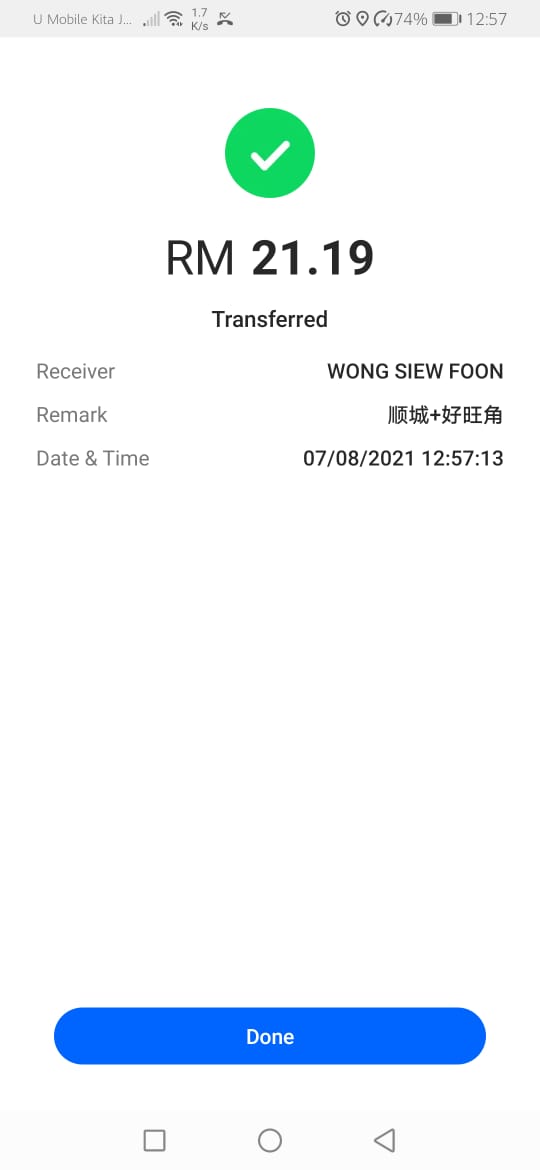 U Mobile Kita J... 1.7 K/s 74% 12:57
RM 21.19
Transferred
Receiver WONG SIEW FOON
Remark 顺城+好旺角
Date & Time 07/08/2021 12:57:13
Done